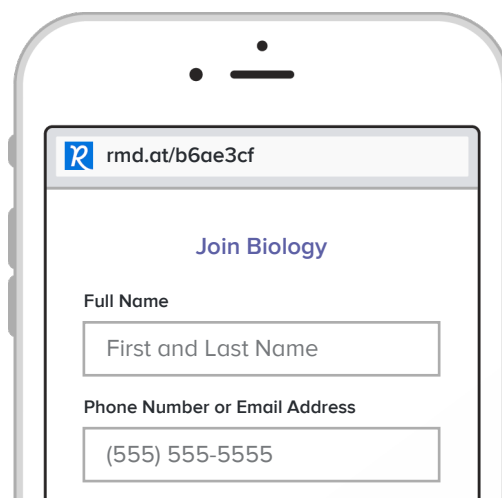 rmd.at/b6ae3cf
Join Biology
Full Name
First and Last Name
Phone Number or Email Address
(555) 555-5555